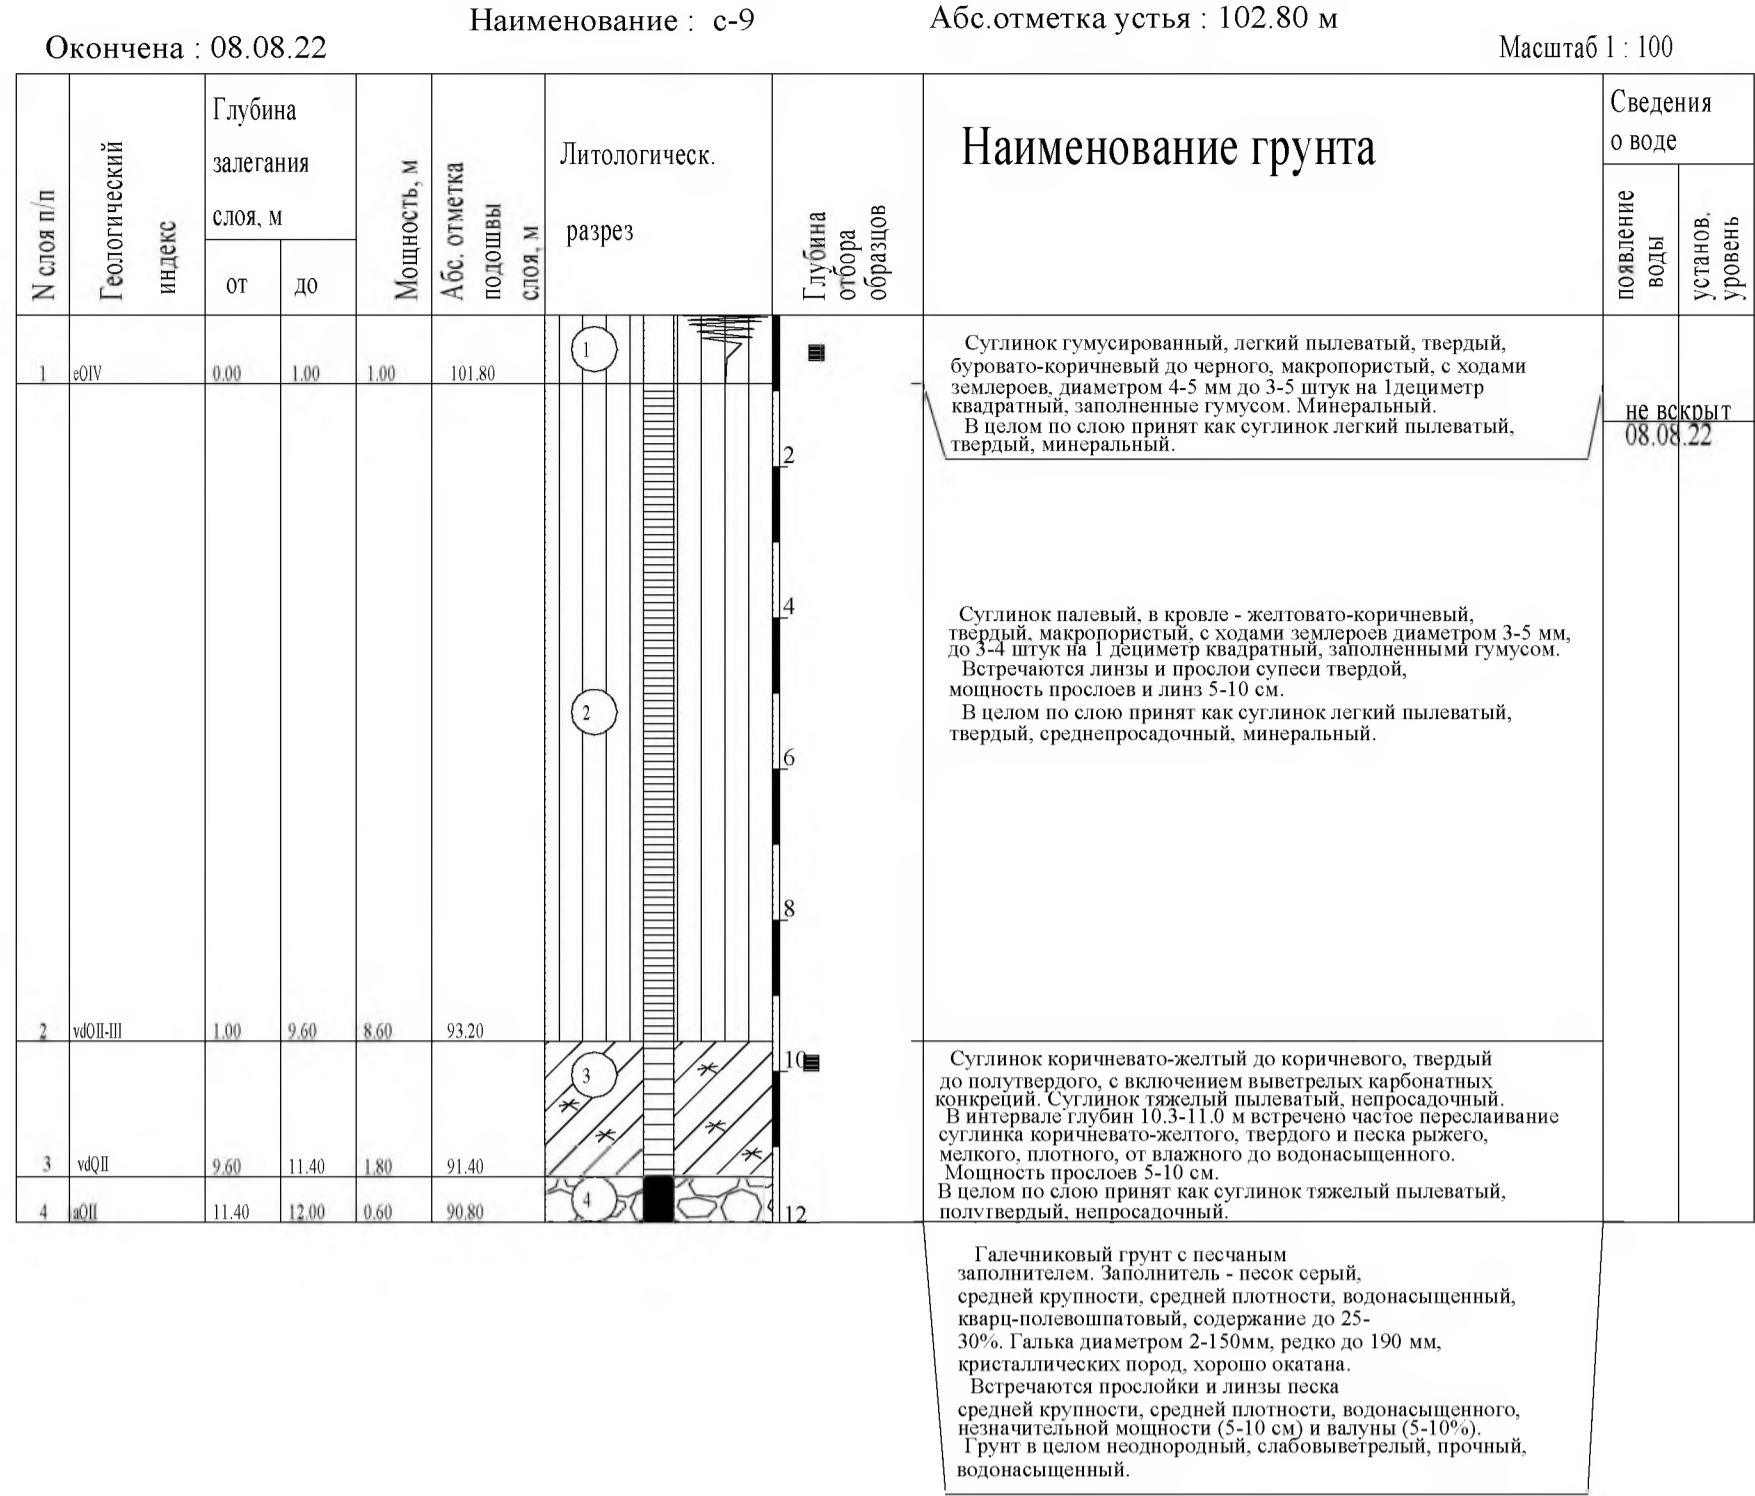 Наименование : с-9
Абс.отметка устья : 102.80 м
Окончена : 08.08.22
Масштаб 1 : 100
N слоя п/п
Геологический
индекс
Глубина
залегания
слоя, м
от
до
Мощность, м
Абс. отметка
подошвы
слоя, м
Литологическ.
разрез
Глубина
отбора
образцов
Наименование грунта
Сведения
о воде
появление
воды
установ.
уровень
1 eQIV 0.00 1.00 1.00 101.80
1
Суглинок гумусированный, легкий пылеватый, твердый,
буровато-коричневый до черного, макропористый, с ходами
землероев, диаметром 4-5 мм до 3-5 штук на 1дециметр
квадратный, заполненные гумусом. Минеральный.
В целом по слою принят как суглинок легкий пылеватый,
твердый, минеральный.
не вскрыт
08.08.22
2
4
6
8
10
12
2 vdQII-III 1.00 9.60 8.60 93.20
2
Суглинок палевый, в кровле - желтовато-коричневый,
твердый, макропористый, с ходами землероев диаметром 3-5 мм,
до 3-4 штук на 1 дециметр квадратный, заполненными гумусом.
Встречаются линзы и прослои супеси твердой,
мощность прослоев и линз 5-10 см.
В целом по слою принят как суглинок легкий пылеватый,
твердый, среднепросадочный, минеральный.
3 vdQII 9.60 11.40 1.80 91.40
3
Суглинок коричневато-желтый до коричневого, твердый
до полутвердого, с включением выветрелых карбонатных
конкреций. Суглинок тяжелый пылеватый, непросадочный.
В интервале глубин 10.3-11.0 м встречено частое переслаивание
суглинка коричневато-желтого, твердого и песка рыжего,
мелкого, плотного, от влажного до водонасыщенного.
Мощность прослоев 5-10 см.
В целом по слою принят как суглинок тяжелый пылеватый,
полутвердый, непросадочный.
4 aQII 11.40 12.00 0.60 90.80
4
Галечниковый грунт с песчаным
заполнителем. Заполнитель - песок серый,
средней крупности, средней плотности, водонасыщенный,
кварц-полевошпатовый, содержание до 25-
30%. Галька диаметром 2-150мм, редко до 190 мм,
кристаллических пород, хорошо окатана.
Встречаются прослойки и линзы песка
средней крупности, средней плотности, водонасыщенного,
незначительной мощности (5-10 см) и валуны (5-10%).
Грунт в целом неоднородный, слабовыветрелый, прочный,
водонасыщенный.